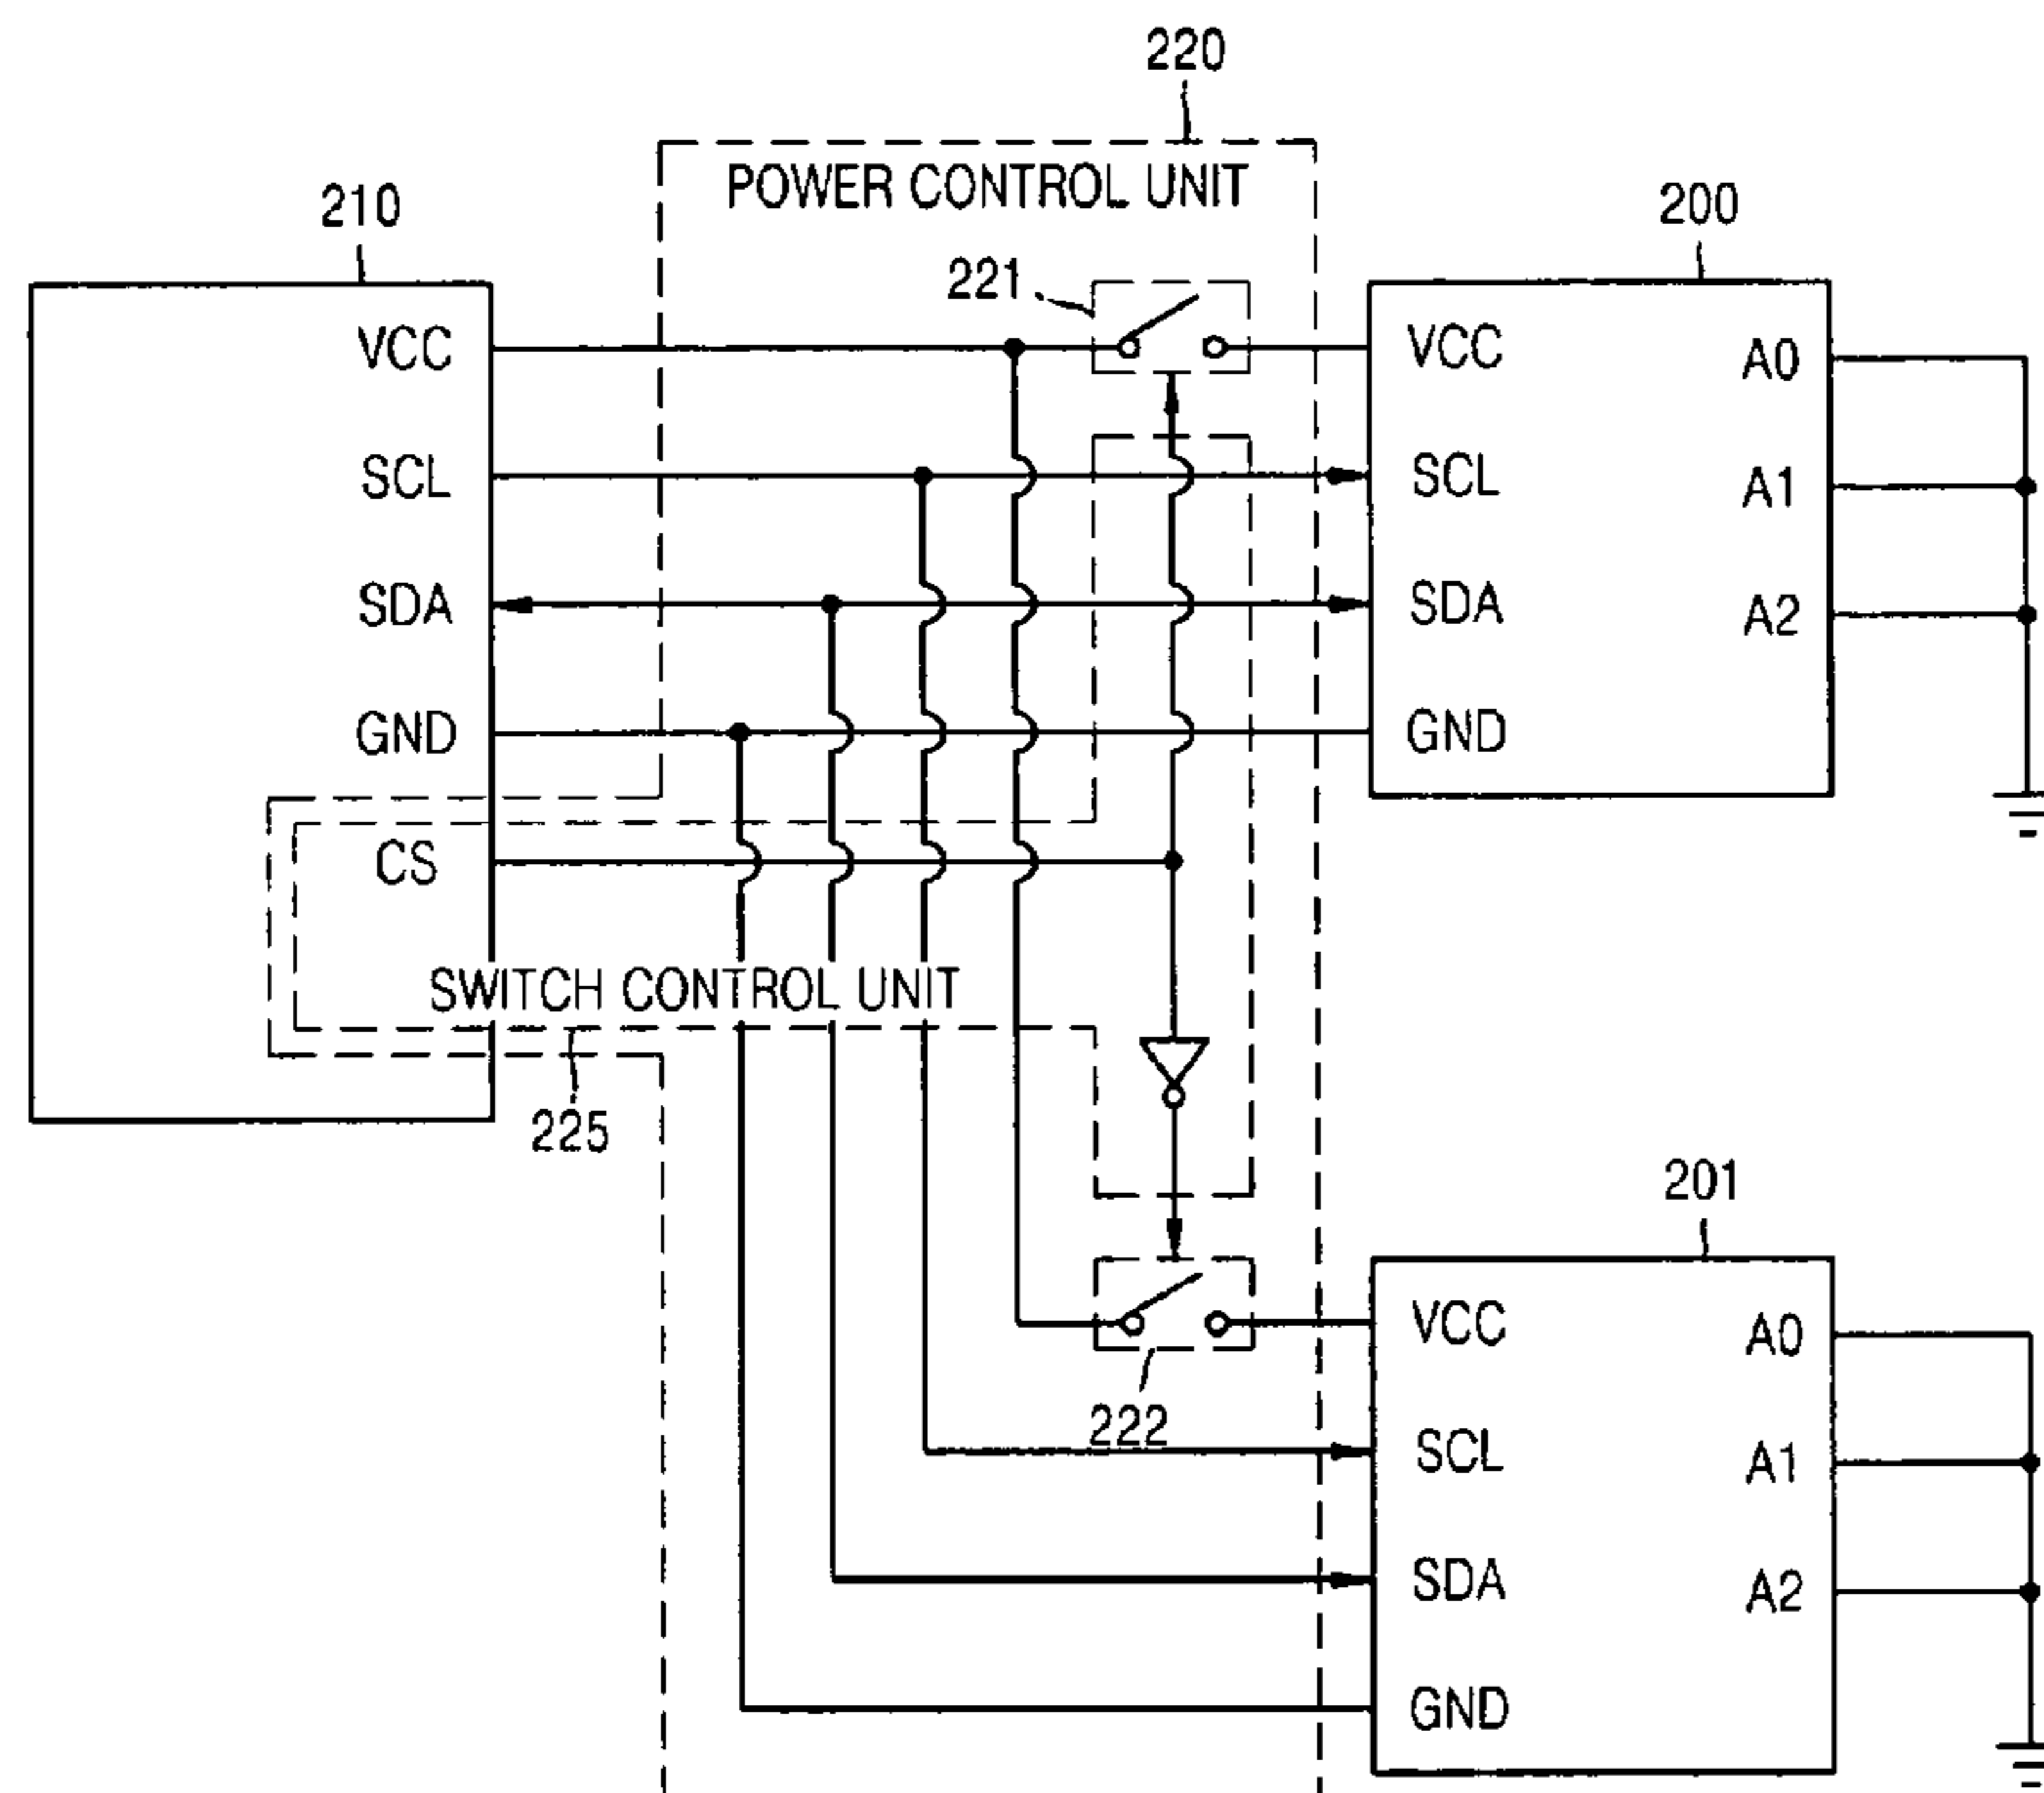 220
POWER CONTROL UNIT
210
200
221
VCC
VCC
A0
SCL
SCL
A1
SDA
SDA
A2
GND
GND
CS
SWITCH CONTROL UNIT
225
201
VCC
A0
222
SCL
A1
SDA
A2
GND